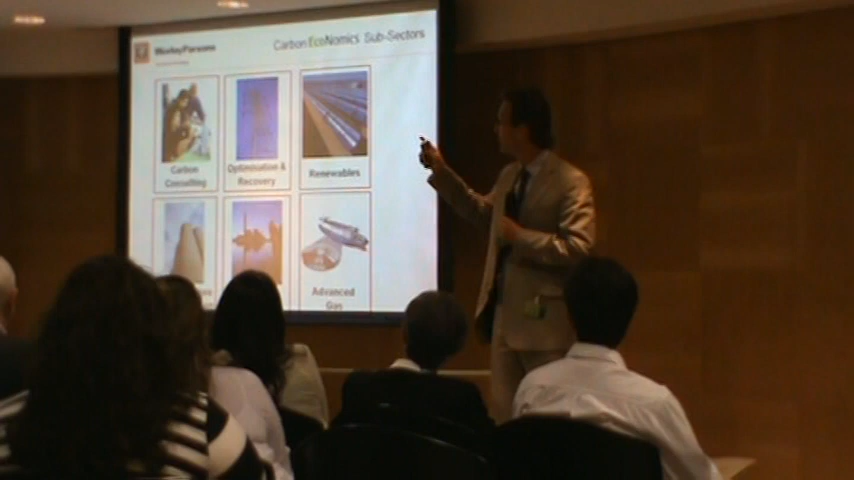 WorleyParsons
Carbon EcoNomics Sub-Sectors
Carbon
Consulting
Optimisation &
Recovery
Renewables
Advanced
Gas